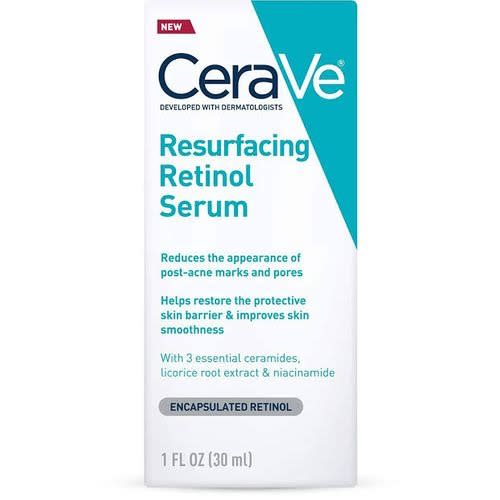 NEW
CeraVe®
DEVELOPED WITH DERMATOLOGISTS
Resurfacing
Retinol
Serum
Reduces the appearance of
post-acne marks and pores
Helps restore the protective
skin barrier & improves skin
smoothness
With 3 essential ceramides,
licorice root extract & niacinamide
ENCAPSULATED RETINOL
1 FL OZ (30 ml)